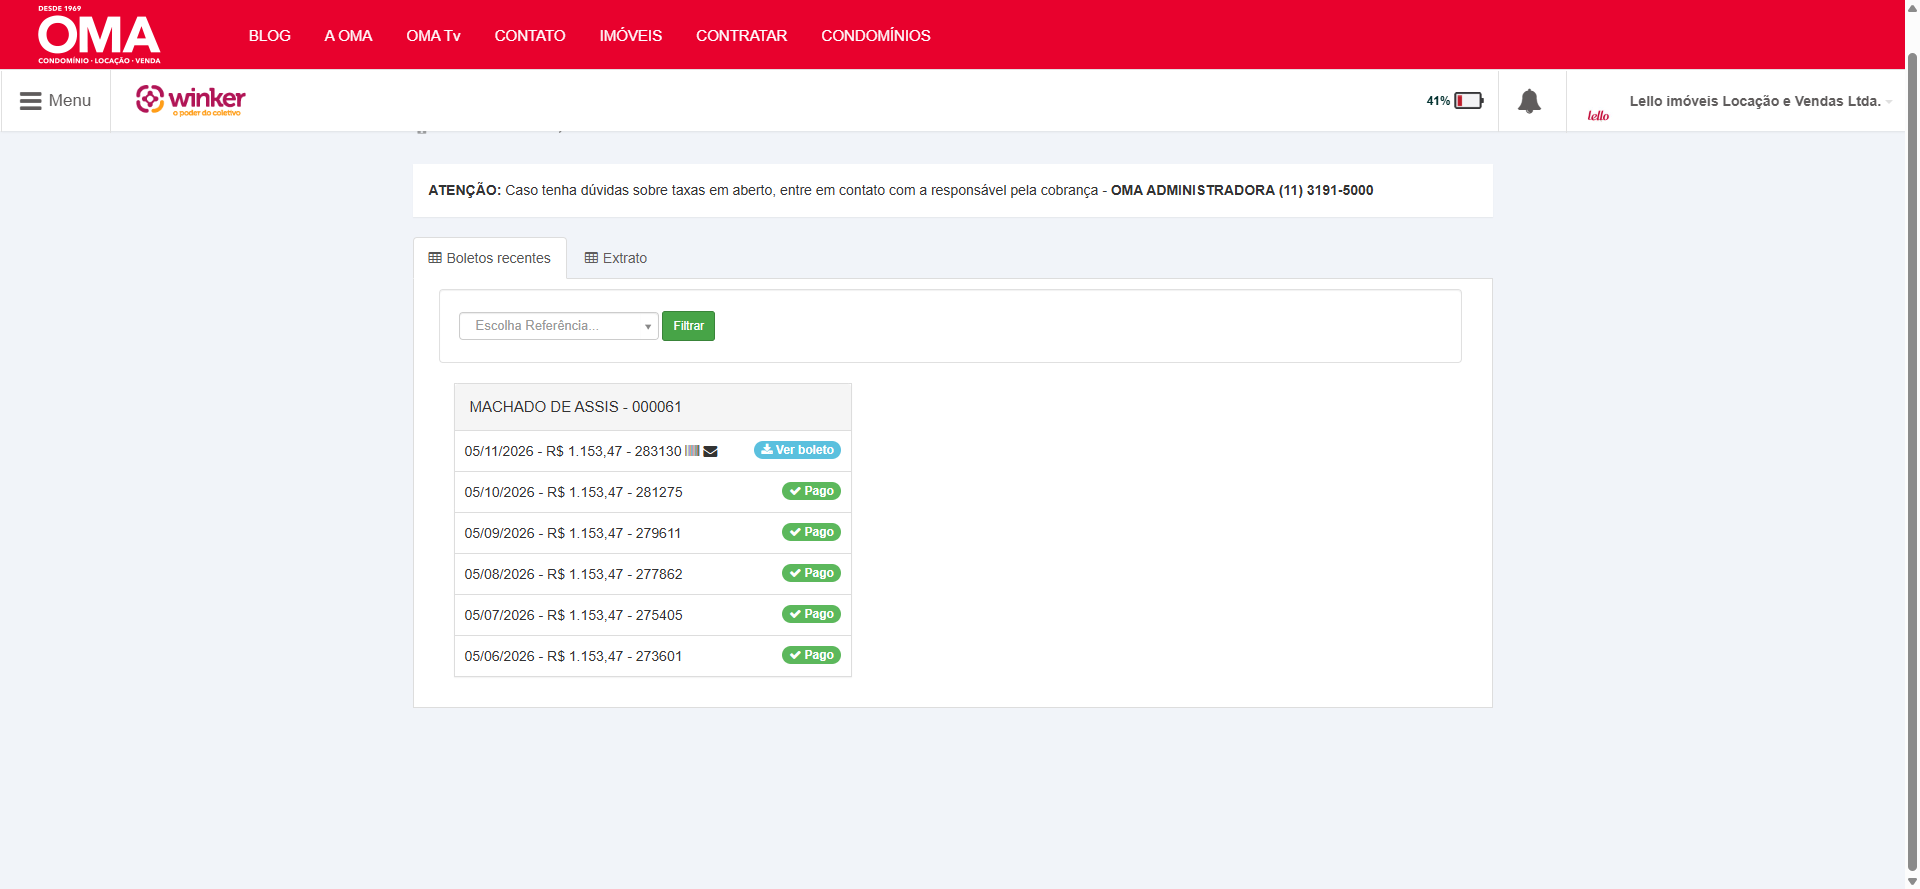 DESDE 1969
OMA
CONDOMÍNIO · LOCAÇÃO · VENDA
BLOG
A OMA
OMA Tv
CONTATO
IMÓVEIS
CONTRATAR
CONDOMÍNIOS
Menu
winker
o poder do coletivo
41%
lello
Lello imóveis Locação e Vendas Ltda.
ATENÇÃO: Caso tenha dúvidas sobre taxas em aberto, entre em contato com a responsável pela cobrança - OMA ADMINISTRADORA (11) 3191-5000
Boletos recentes
Extrato
Escolha Referência...
Filtrar
MACHADO DE ASSIS - 000061
05/11/2026 - R$ 1.153,47 - 283130
Ver boleto
05/10/2026 - R$ 1.153,47 - 281275
Pago
05/09/2026 - R$ 1.153,47 - 279611
Pago
05/08/2026 - R$ 1.153,47 - 277862
Pago
05/07/2026 - R$ 1.153,47 - 275405
Pago
05/06/2026 - R$ 1.153,47 - 273601
Pago